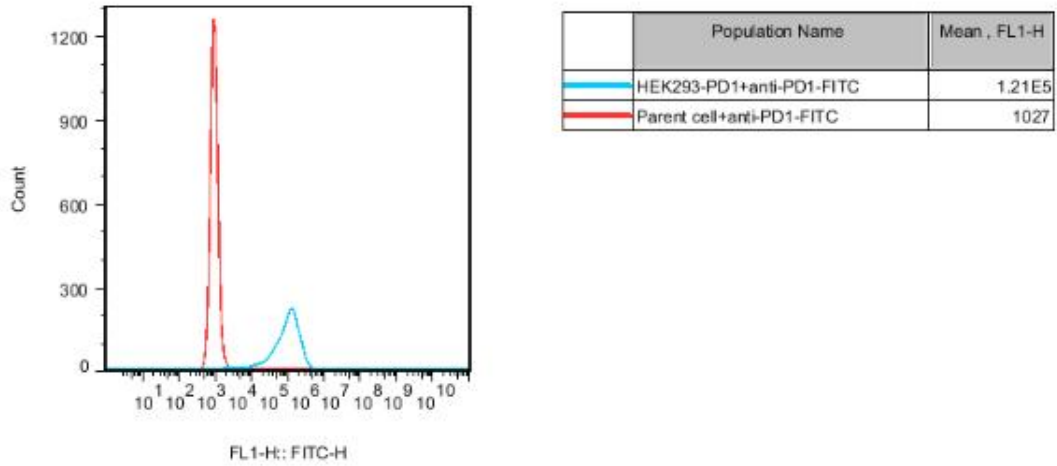 1200
900
600
300
0
Count
10^1 10^2 10^3 10^4 10^5 10^6 10^7 10^8 10^9 10^10
FL1-H:: FITC-H
Population Name Mean , FL1-H
HEK293-PD1+anti-PD1-FITC 1.21E5
Parent cell+anti-PD1-FITC 1027